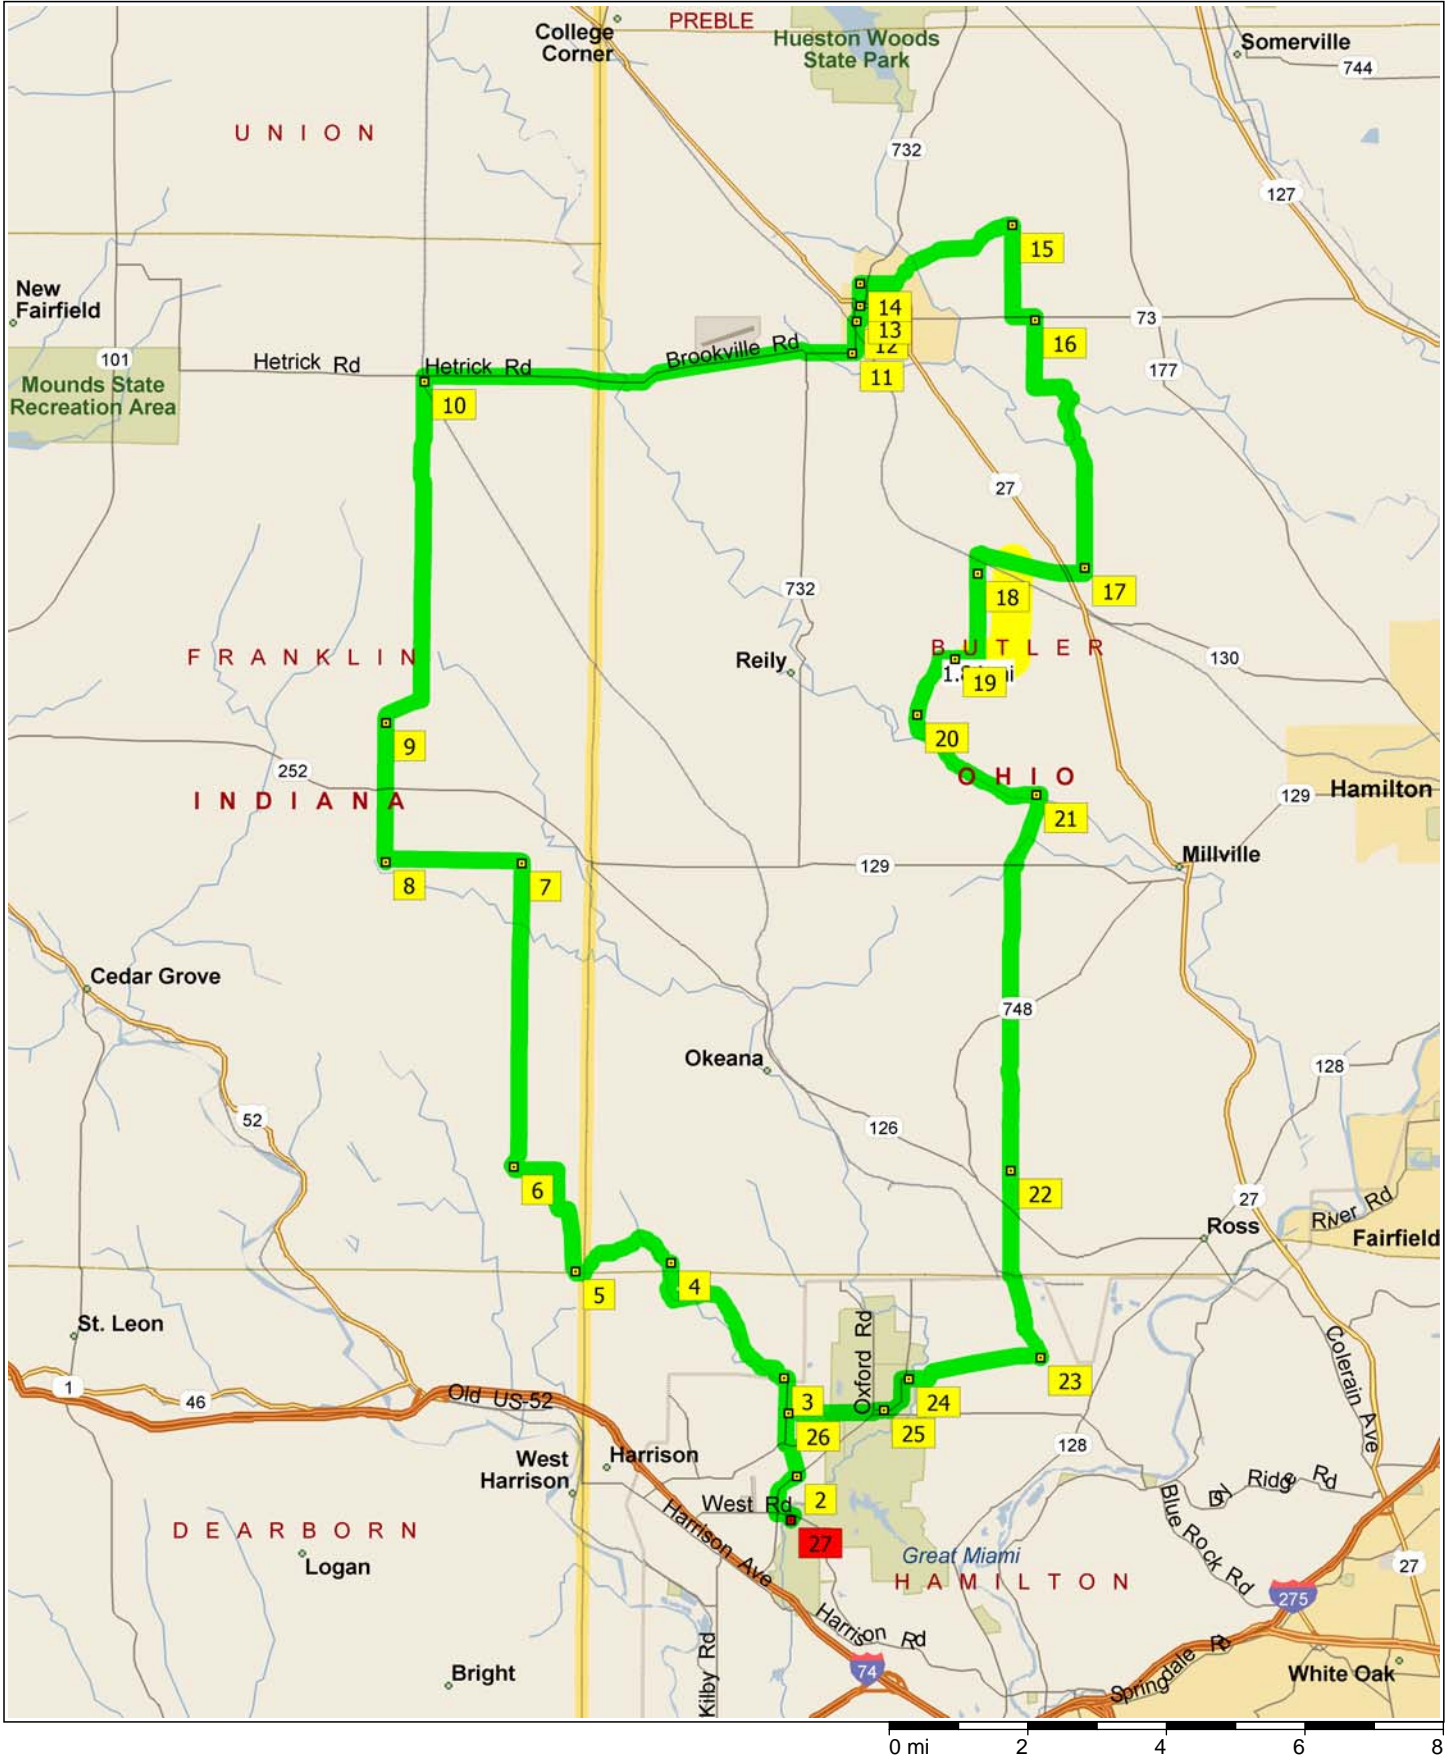 College
Corner
PREBLE
Hueston Woods
State Park
Somerville
744
UNION
732
127
15
New
Fairfield
14
13
12
11
73
16
101
Hetrick Rd
Hetrick Rd
Brookville Rd
177
Mounds State
Recreation Area
10
27
732
18
17
FRANKLIN
Reily
BUTLER
130
19
9
20
252
OHIO
INDIANA
129
Hamilton
21
8
7
129
Millville
Cedar Grove
748
Okeana
128
52
126
6
22
27
River Rd
Ross
Fairfield
5
4
St. Leon
Oxford Rd
Colerain Ave
23
1
46
Old US-52
3
24
26
25
128
West
Harrison
Harrison
2
West Rd
Ridge Rd
Blue Rock Rd
DEARBORN
Harrison Ave
27
Logan
Great Miami
HAMILTON
27
275
Harrison Rd
Kilby Rd
74
Springdale Rd
Bright
White Oak
0 mi 2 4 6 8